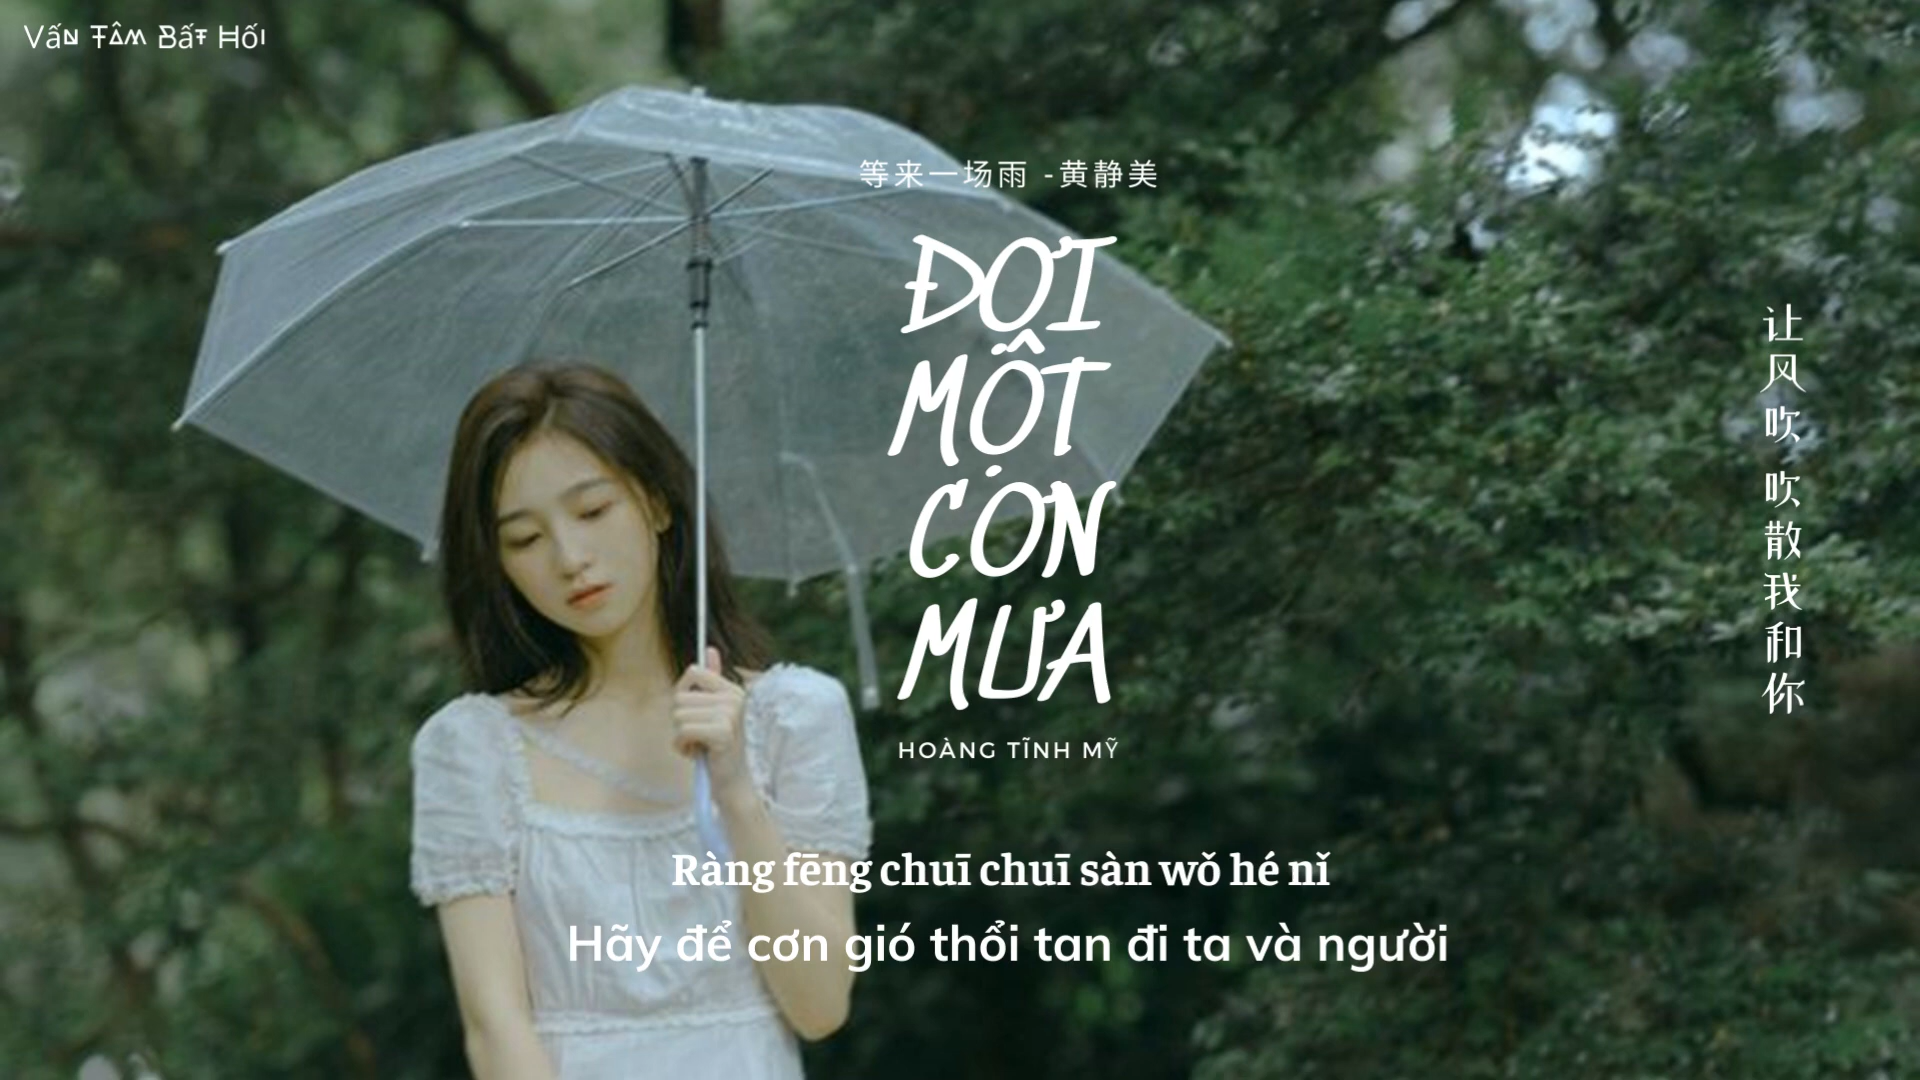 Vấn Tâm Bất Hối
等来一场雨 -黄静美
ĐỢI
MỘT
CƠN
MƯA
HOÀNG TĨNH MỸ
让风吹吹散我和你
Ràng fēng chuī chuī sàn wǒ hé nǐ
Hãy để cơn gió thổi tan đi ta và người